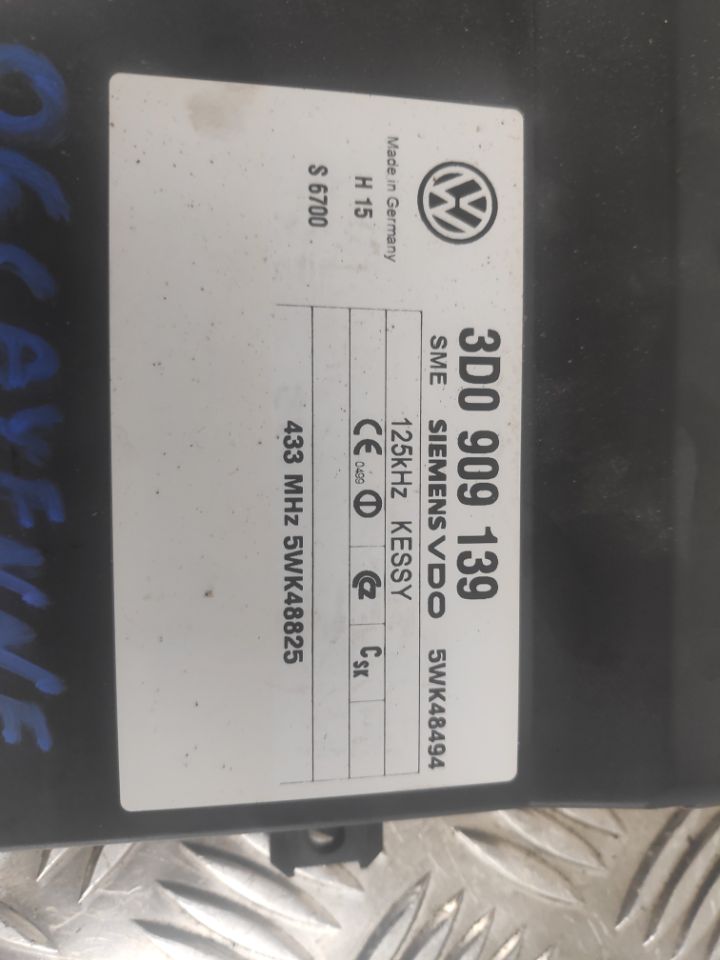 3D0 909 139
SME SIEMENS VDO 5WK48494
Made in Germany
125kHz KESSY
H 15
CE 0499 CSK
S 6700
433 MHz 5WK48825
06 CAYENNE